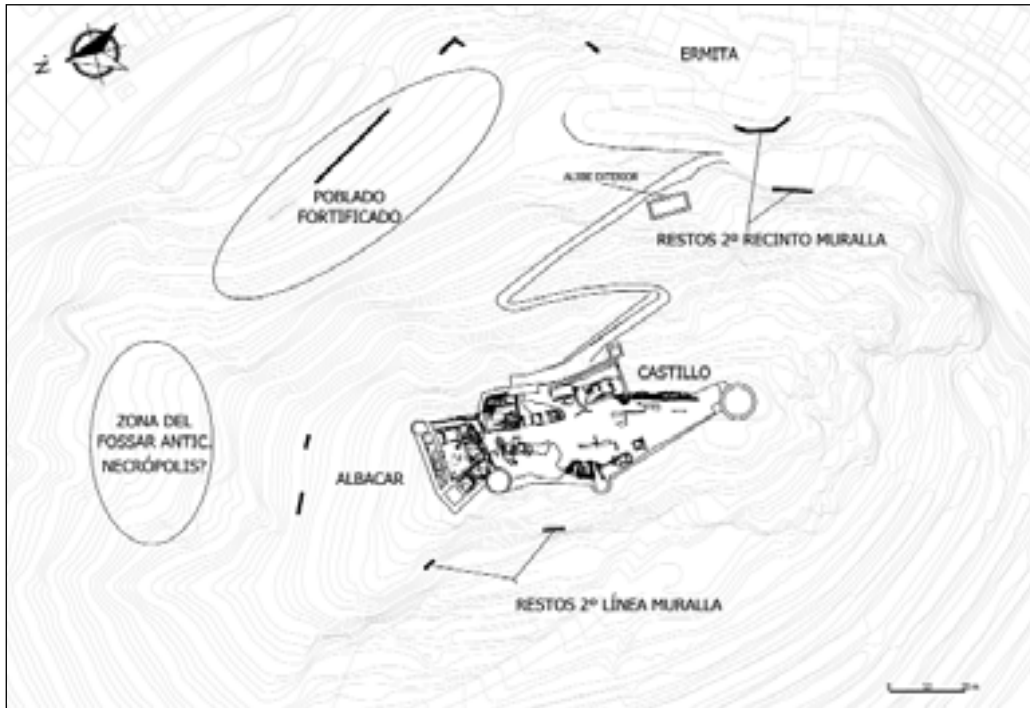 N
ERMITA
POBLADO
FORTIFICADO
ALJIBE EXTERIOR
RESTOS 2º RECINTO MURALLA
CASTILLO
ZONA DEL
FOSSAR ANTIC.
NECRÓPOLIS?
ALBACAR
RESTOS 2º LÍNEA MURALLA